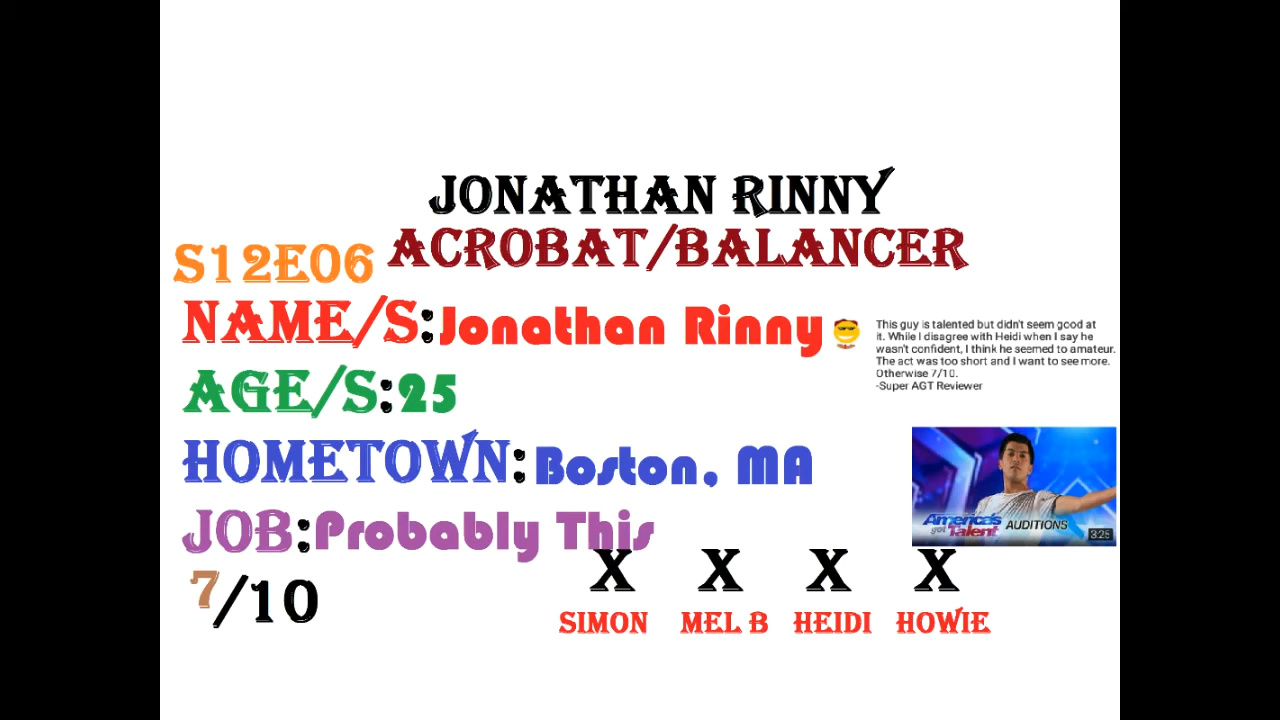 JONATHAN RINNY
ACROBAT/BALANCER
S12E06
NAME/S:Jonathan Rinny
This guy is talented but didn't seem good at
it. While I disagree with Heidi when I say he
wasn't confident, I think he seemed to amateur.
The act was too short and I want to see more.
Otherwise 7/10.
-Super AGT Reviewer
AGE/S:25
HOMETOWN:Boston, MA
America's
got Talent AUDITIONS
3:25
JOB:Probably This
7/10
X X X X
SIMON MEL B HEIDI HOWIE